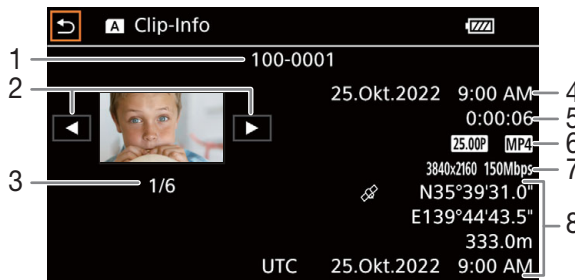 A Clip-Info
1
100-0001
2
25.Okt.2022 9:00 AM
4
0:00:06
5
25.00P MP4
6
3840x2160 150Mbps
7
3
1/6
N35°39'31.0"
E139°44'43.5"
8
333.0m
UTC 25.Okt.2022 9:00 AM